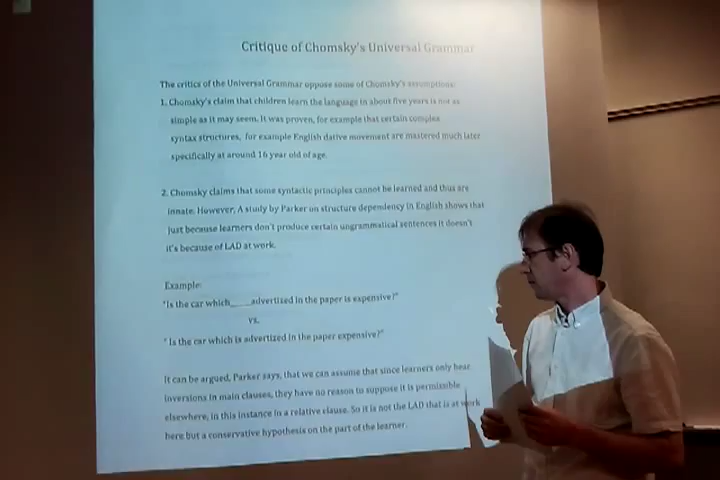 Critique of Chomsky's Universal Grammar
The critics of the Universal Grammar oppose some of Chomsky's assumptions:
1. Chomsky's claim that children learn the language in about five years is not as
simple as it may seem. It was proven, for example that certain complex
syntax structures, for example English dative movement are mastered much later
specifically at around 16 year old of age.
2. Chomsky claims that some syntactic principles cannot be learned and thus are
innate. However, A study by Parker on structure dependency in English shows that
just because learners don't produce certain ungrammatical sentences it doesn't
it's because of LAD at work.
Example:
"Is the car which_____advertized in the paper is expensive?"
vs.
" Is the car which is advertized in the paper expensive?"
It can be argued, Parker says, that we can assume that since learners only hear
inversions in main clauses, they have no reason to suppose it is permissible
elsewhere, in this instance in a relative clause. So it is not the LAD that is at work
here but a conservative hypothesis on the part of the learner.